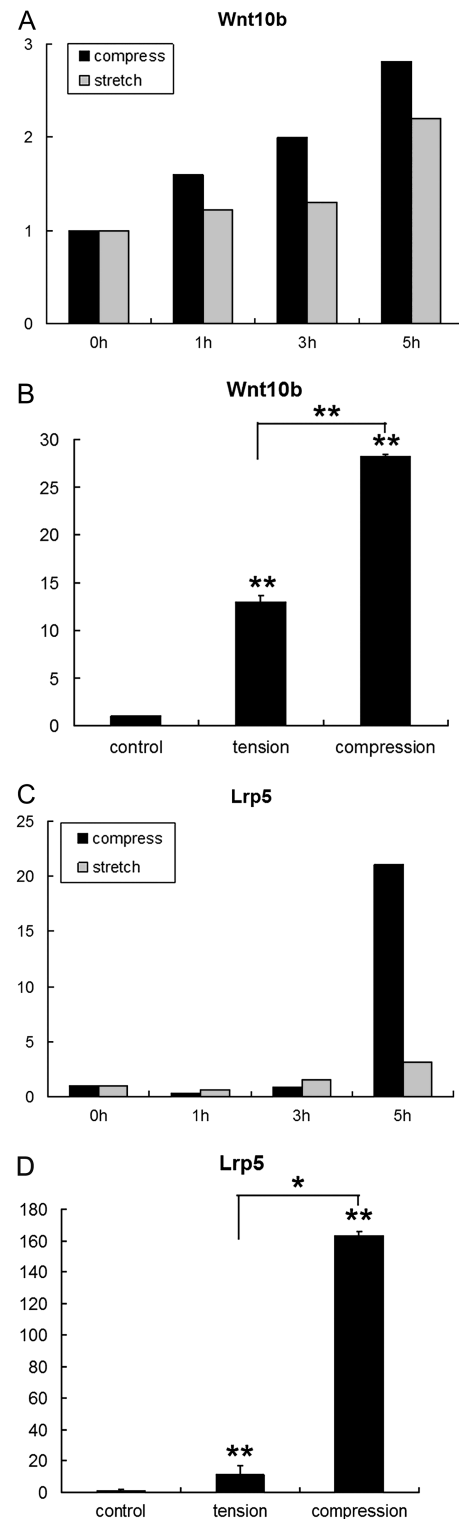 A
Wnt10b
3
compress
stretch
2
1
0
0h 1h 3h 5h
B
Wnt10b
**
30
**
25
20
15
**
10
5
0
control tension compression
C
Lrp5
25
compress
stretch
20
15
10
5
0
0h 1h 3h 5h
D
Lrp5
*
180
**
160
140
120
100
80
60
40
**
20
0
control tension compression